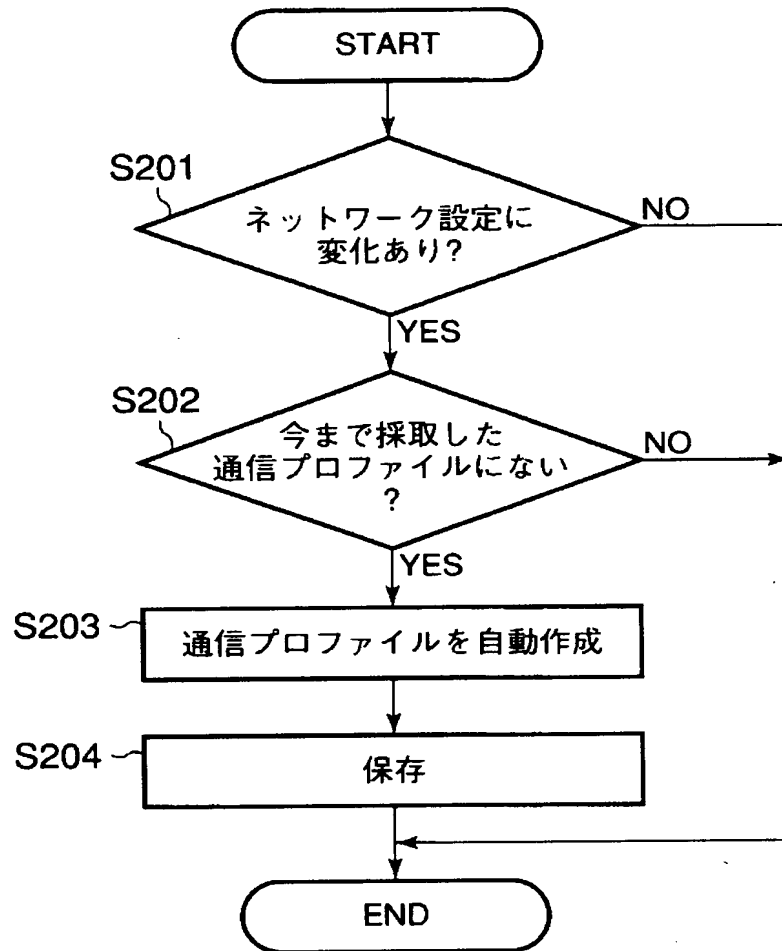 START
S201
ネットワーク設定に
変化あり?
NO
YES
S202
今まで採取した
通信プロファイルにない
?
NO
YES
S203
通信プロファイルを自動作成
S204
保存
END